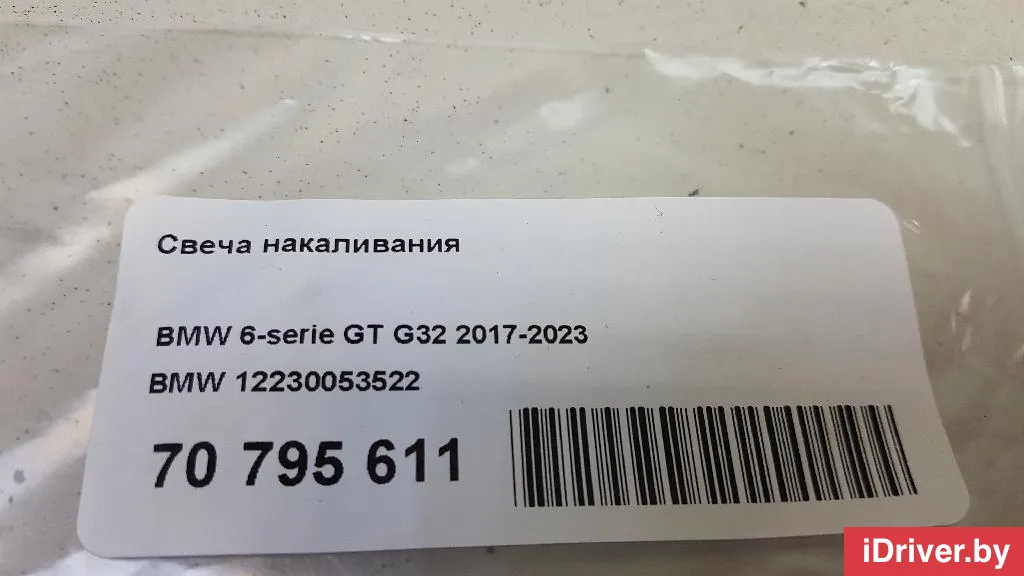 Свеча накаливания
BMW 6-serie GT G32 2017-2023
BMW 12230053522
70 795 611
iDriver.by